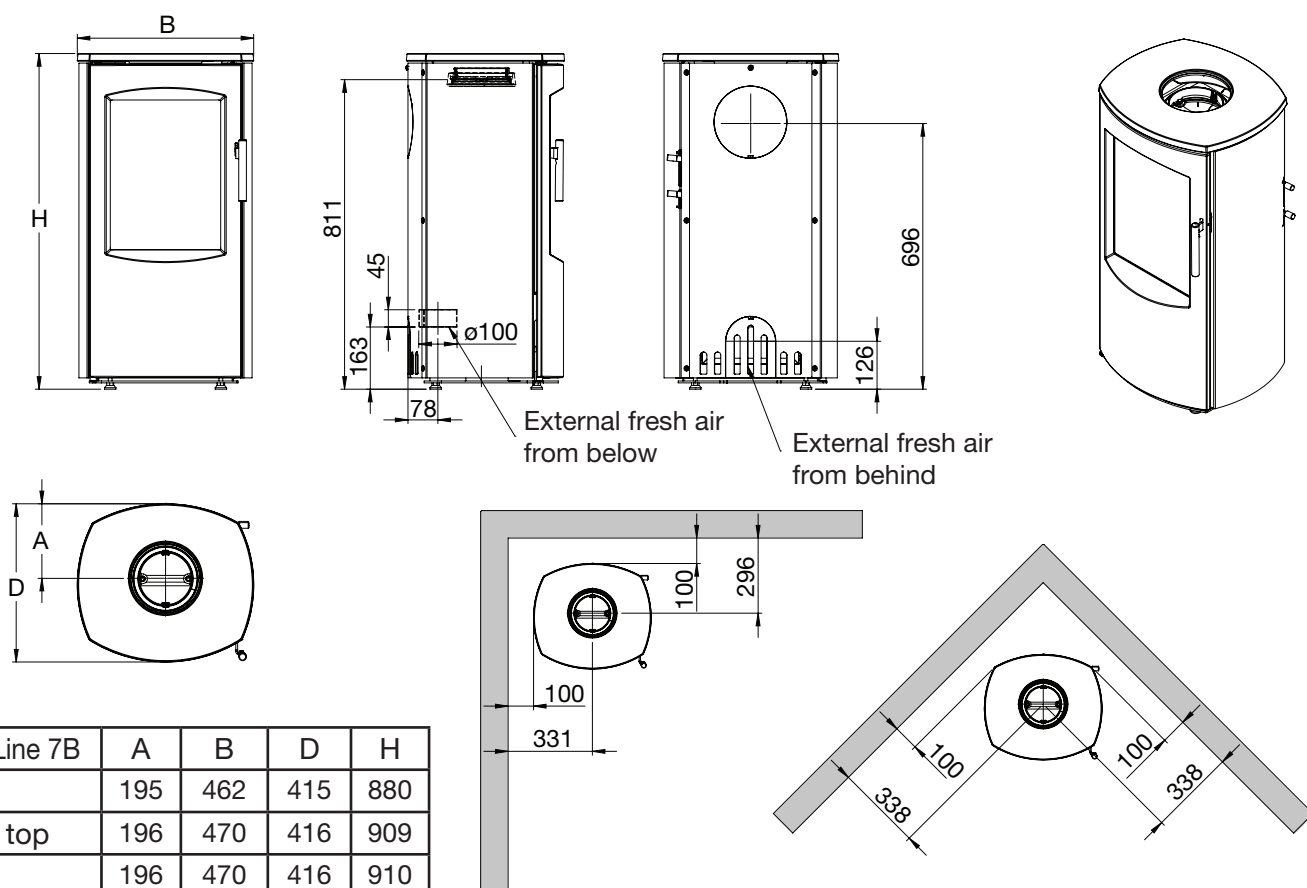 B
H
811
45
163
ø100
78
696
126
External fresh air
from below
External fresh air
from behind
A
D
100
296
100
331
100
338
100
338
Line 7B A B D H
195 462 415 880
top 196 470 416 909
196 470 416 910